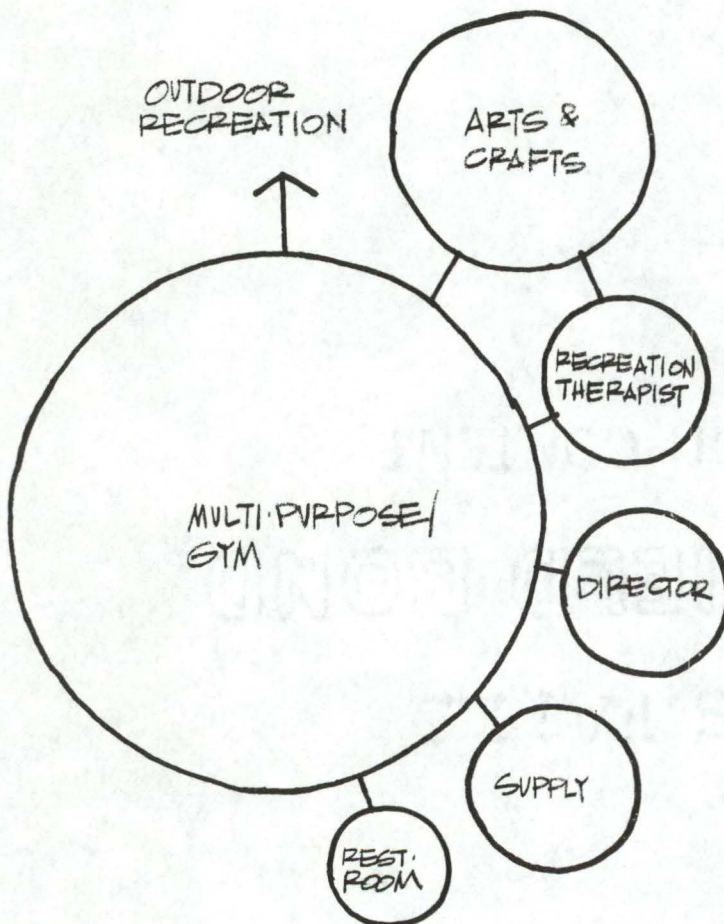 OUTDOOR
RECREATION
ARTS &
CRAFTS
RECREATION
THERAPIST
MULTI·PURPOSE/
GYM
DIRECTOR
SUPPLY
REST·
ROOM